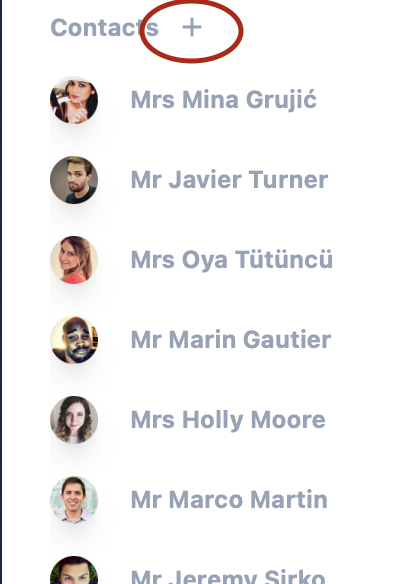 Contacts +
Mrs Mina Grujić
Mr Javier Turner
Mrs Oya Tütüncü
Mr Marin Gautier
Mrs Holly Moore
Mr Marco Martin
Mr Jeremy Sirko